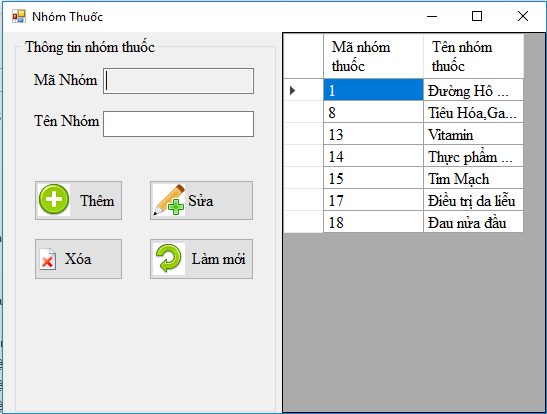 Nhóm Thuốc
Thông tin nhóm thuốc
Mã Nhóm
Tên Nhóm
Thêm
Sửa
Xóa
Làm mới
Mã nhóm thuốc
Tên nhóm thuốc
1 Đường Hô ...
8 Tiêu Hóa,Ga...
13 Vitamin
14 Thực phẩm ...
15 Tim Mạch
17 Điều trị da liễu
18 Đau nửa đầu